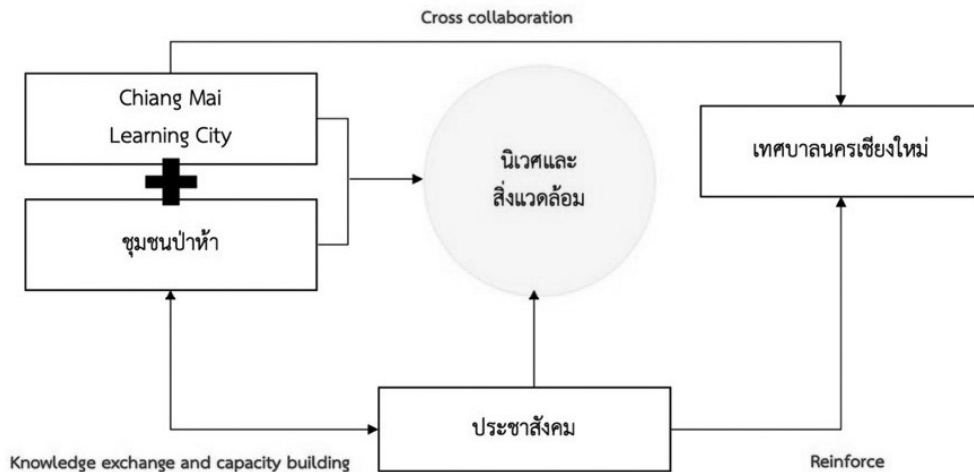 Cross collaboration
Chiang Mai
Learning City
นิเวศและ
สิ่งแวดล้อม
เทศบาลนครเชียงใหม่
ชุมชนป่าห้า
ประชาสังคม
Knowledge exchange and capacity building
Reinforce